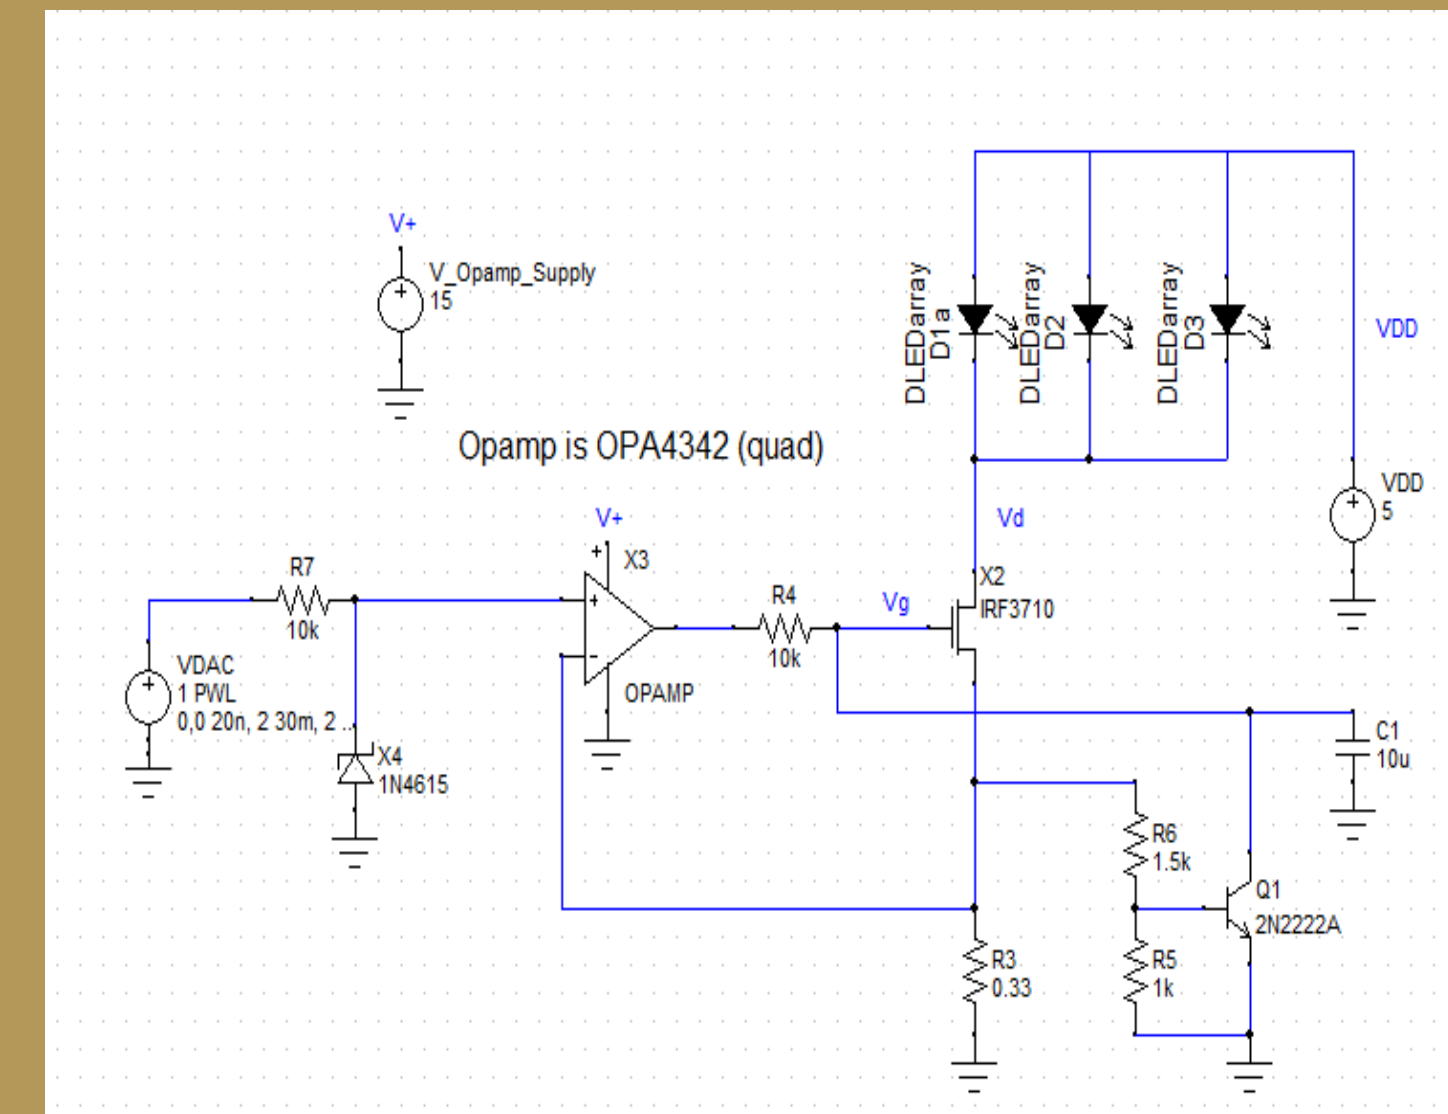 V+
V_Opamp_Supply
15
DLEDarray
D1a
DLEDarray
D2
DLEDarray
D3
VDD
Opamp is OPA4342 (quad)
VDD
5
V+
X3
Vd
R7
10k
R4
10k
Vg
X2
IRF3710
VDAC
1 PWL
0,0 20n, 2 30m, 2 ..
OPAMP
X4
1N4615
C1
10u
R6
1.5k
Q1
2N2222A
R3
0.33
R5
1k